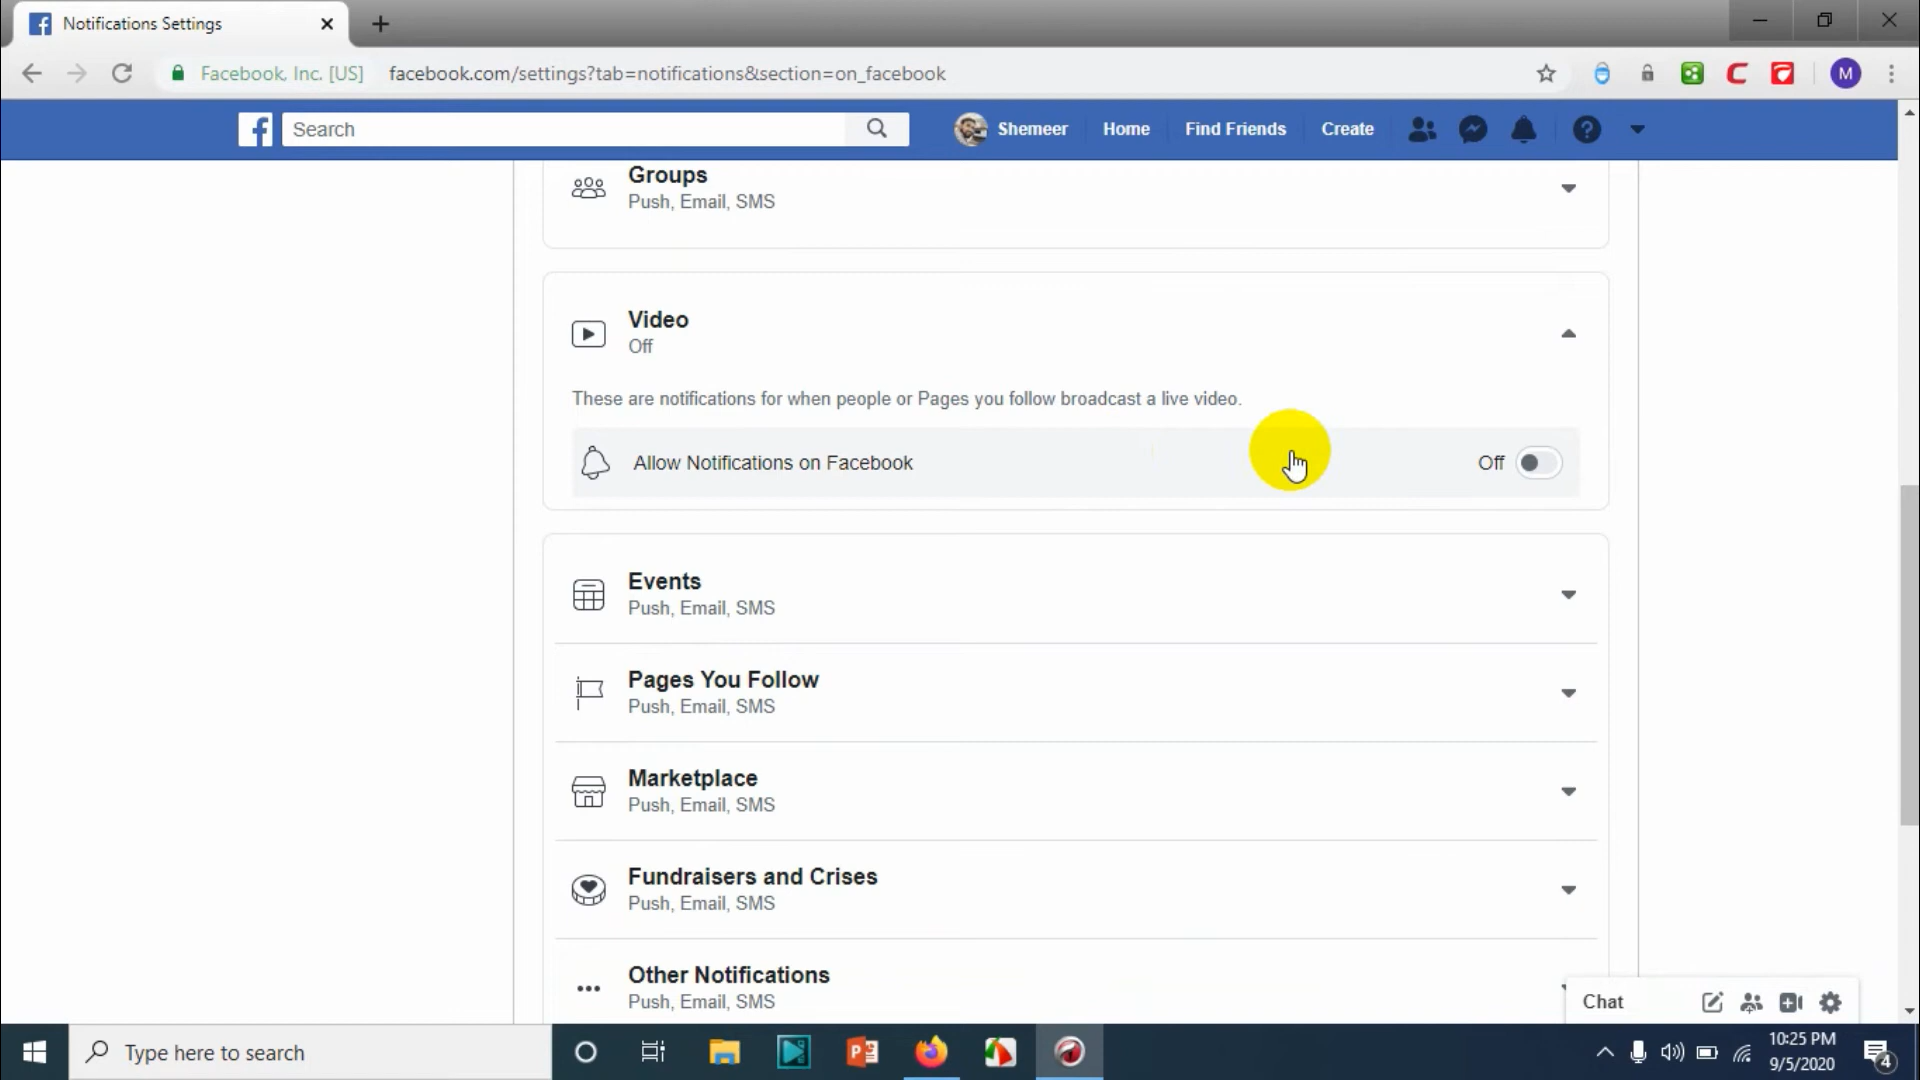 Notifications Settings
Facebook, Inc. [US]
facebook.com/settings?tab=notifications&section=on_facebook
M
Search
Shemeer
Home
Find Friends
Create
Groups
Push, Email, SMS
Video
Off
These are notifications for when people or Pages you follow broadcast a live video.
Allow Notifications on Facebook
Off
Events
Push, Email, SMS
Pages You Follow
Push, Email, SMS
Marketplace
Push, Email, SMS
Fundraisers and Crises
Push, Email, SMS
Other Notifications
Push, Email, SMS
Chat
Type here to search
10:25 PM
9/5/2020
4